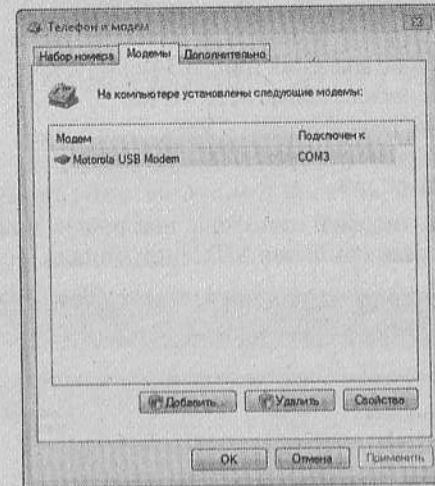 Телефон и модем
Набор номера Модемы Дополнительно
На компьютере установлены следующие модемы:
Модем Подключен к
Motorola USB Modem COM3
Добавить... Удалить Свойства
OK Отмена Применить